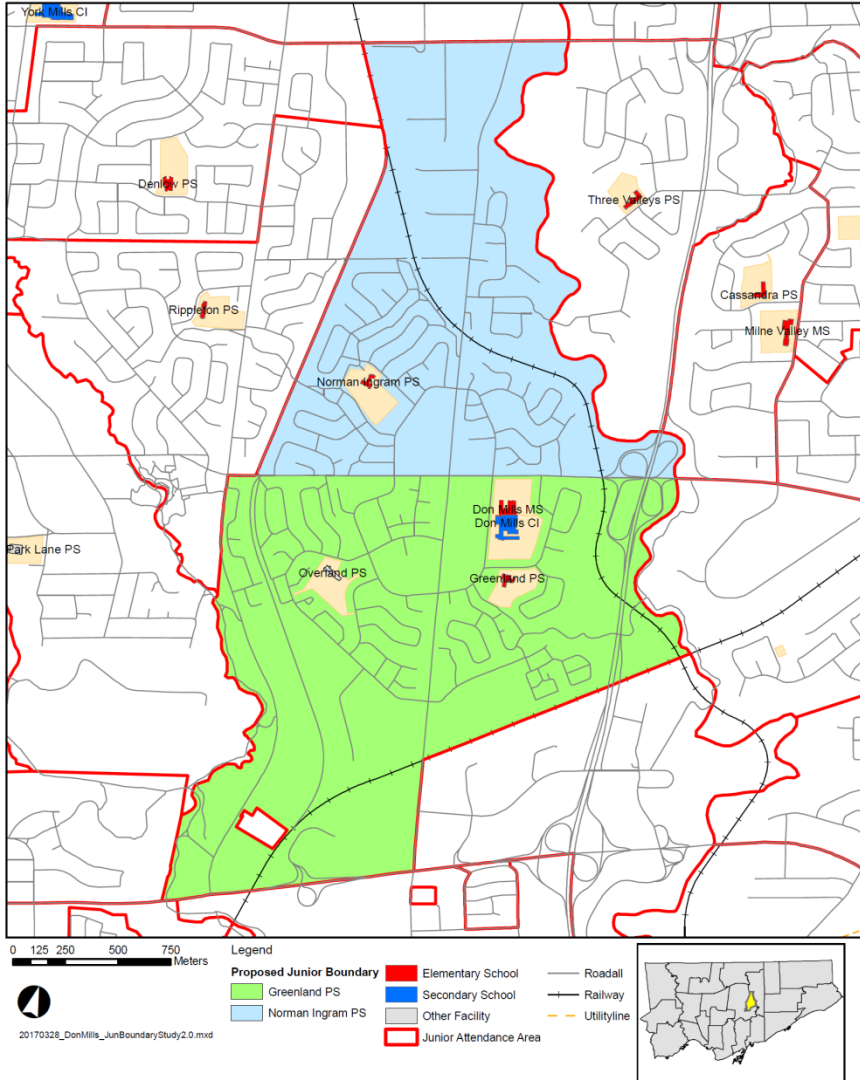 York Mills CI
Denlow PS
Three Valleys PS
Rippleton PS
Cassandra PS
Milne Valley MS
Norman Ingram PS
Don Mills MS
Don Mills CI
Park Lane PS
Overland PS
Greenland PS
0 125 250 500 750
Meters
Legend
Proposed Junior Boundary
Greenland PS
Norman Ingram PS
Elementary School
Secondary School
Other Facility
Junior Attendance Area
Roadall
Railway
Utilityline
20170328_DonMills_JunBoundaryStudy2.0.mxd